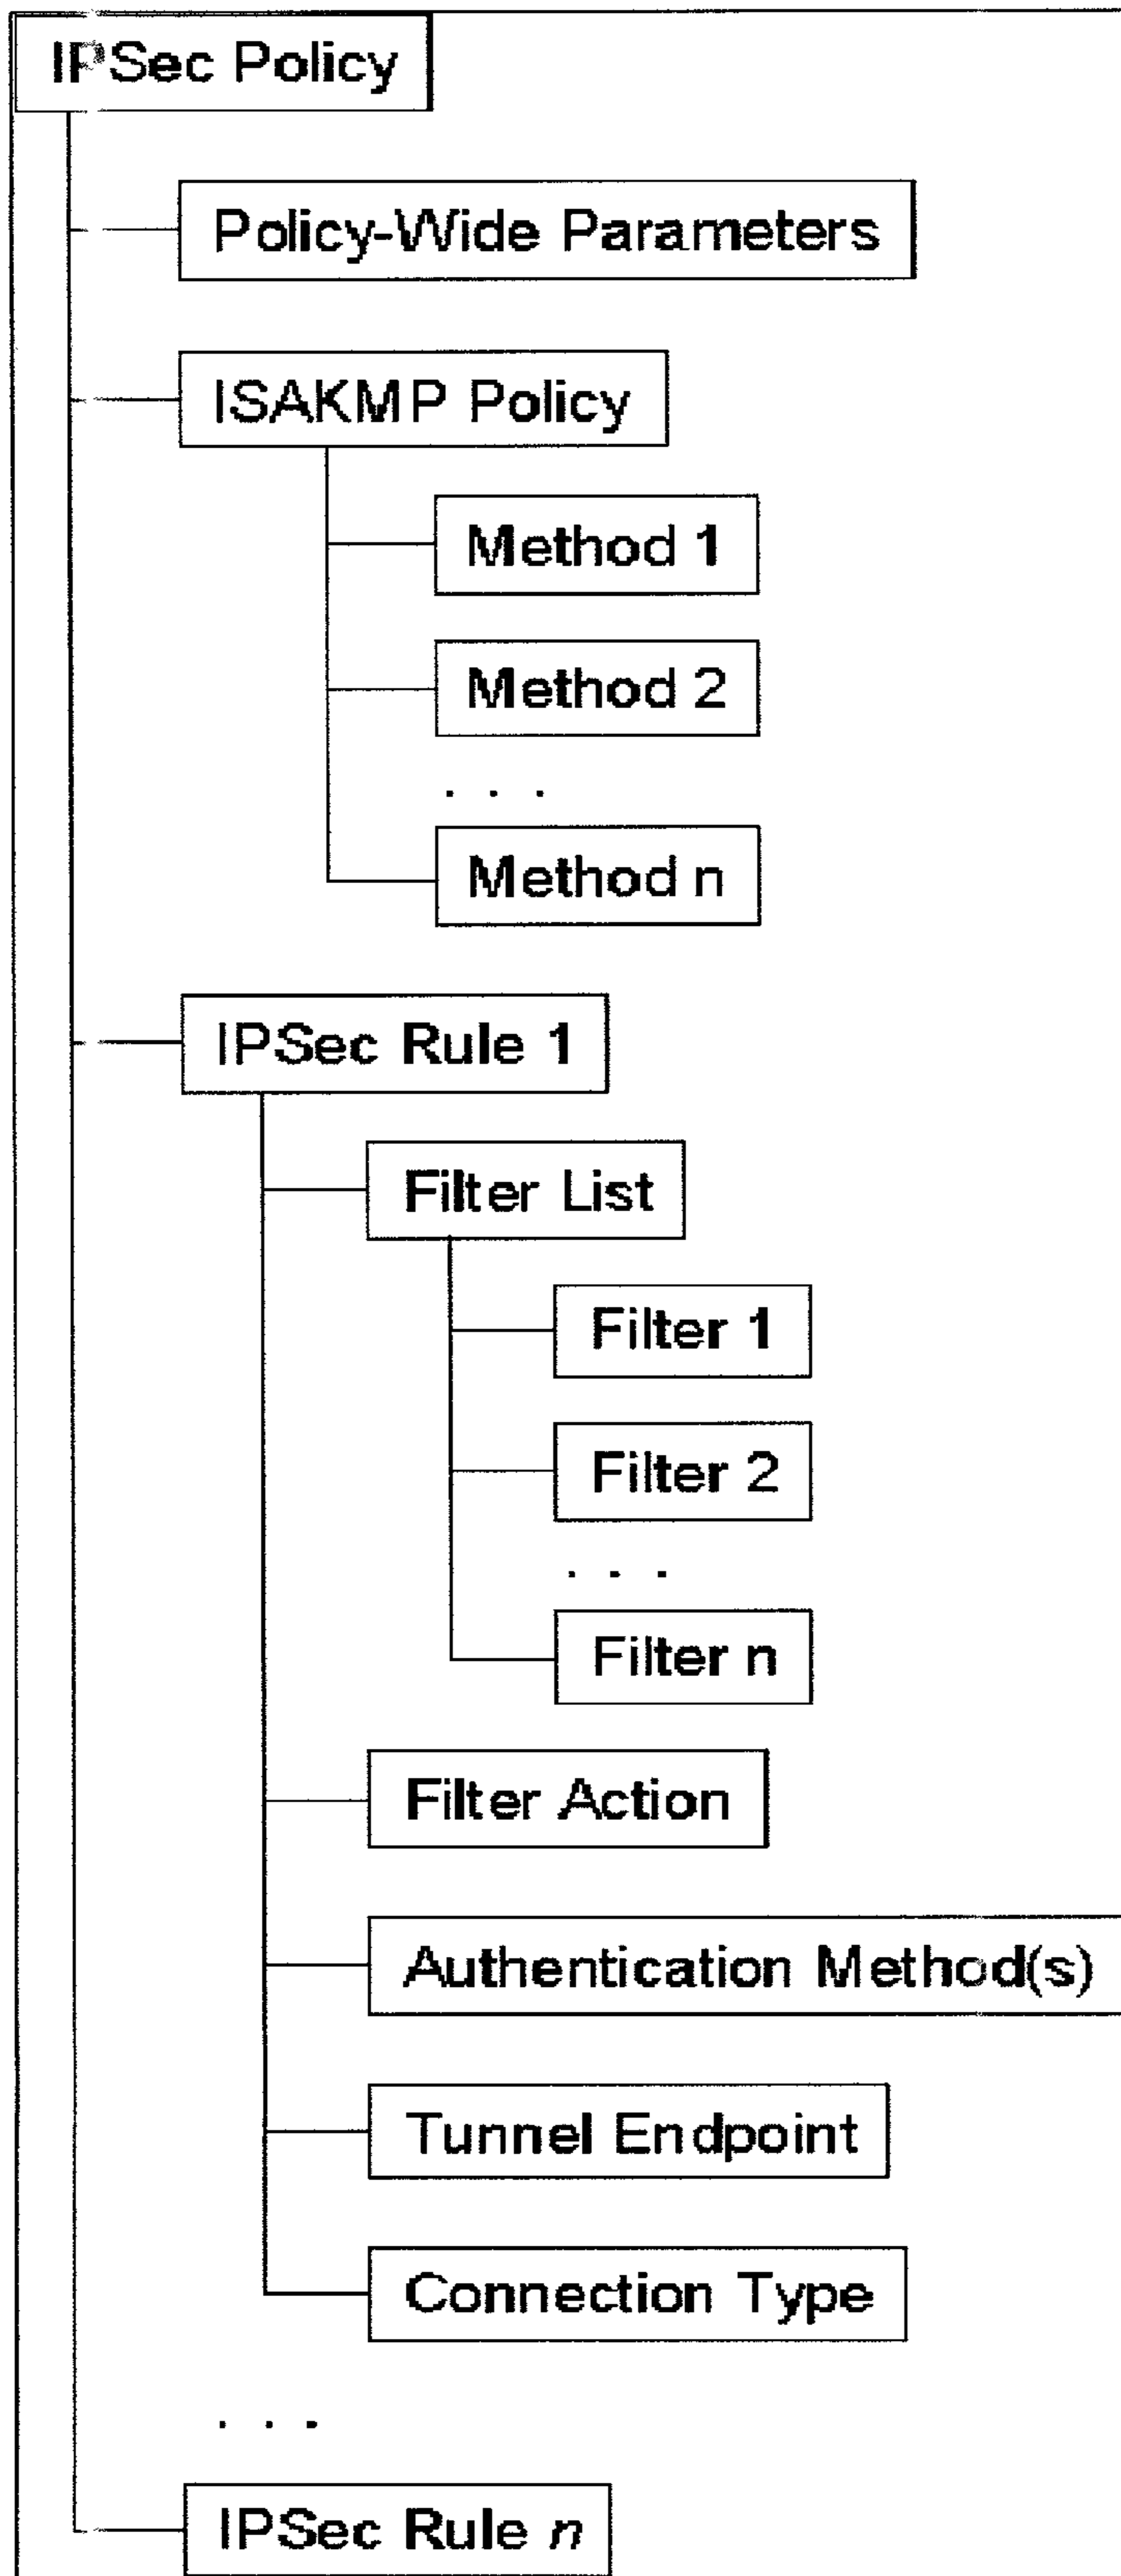 IPSec Policy
Policy-Wide Parameters
ISAKMP Policy
Method 1
Method 2
. . .
Method n
IPSec Rule 1
Filter List
Filter 1
Filter 2
. . .
Filter n
Filter Action
Authentication Method(s)
Tunnel Endpoint
Connection Type
. . .
IPSec Rule n